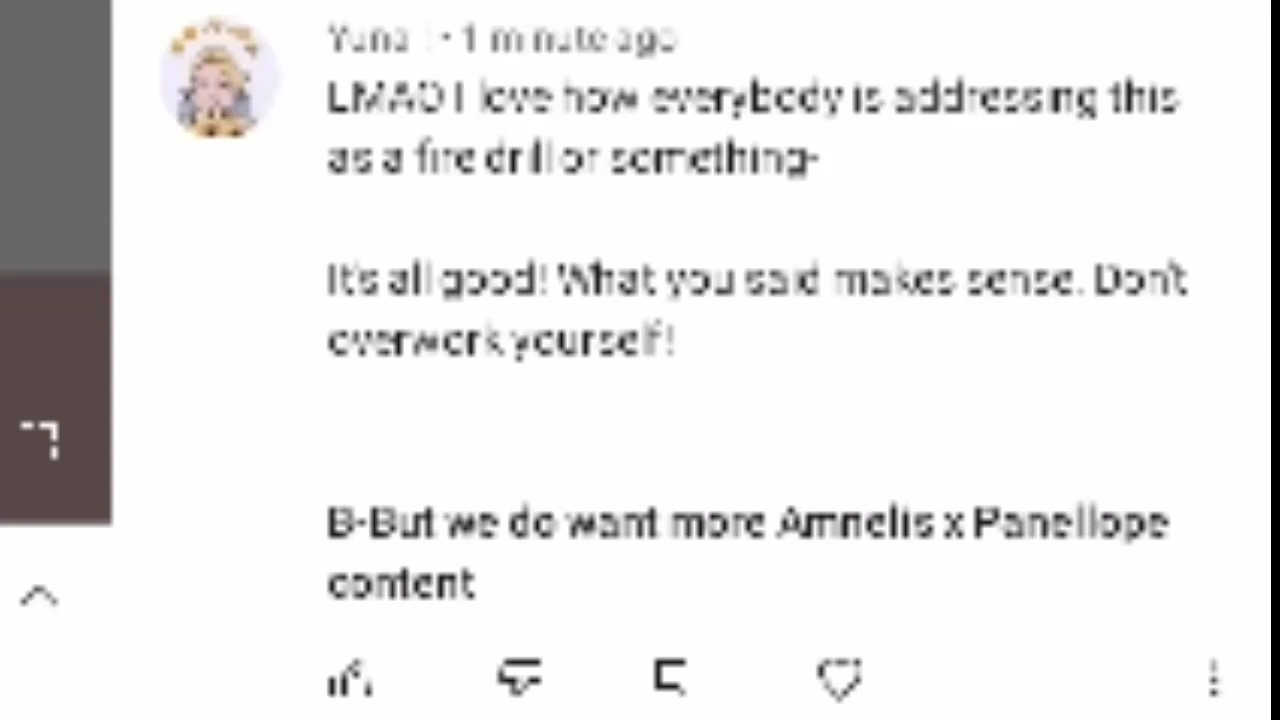 Yuna ! · 1 minute ago
LMAO I love how everybody is addressing this
as a fire drill or something-
It's all good! What you said makes sense. Don't
overwork yourself!
B-But we do want more Amnelis x Panellope
content